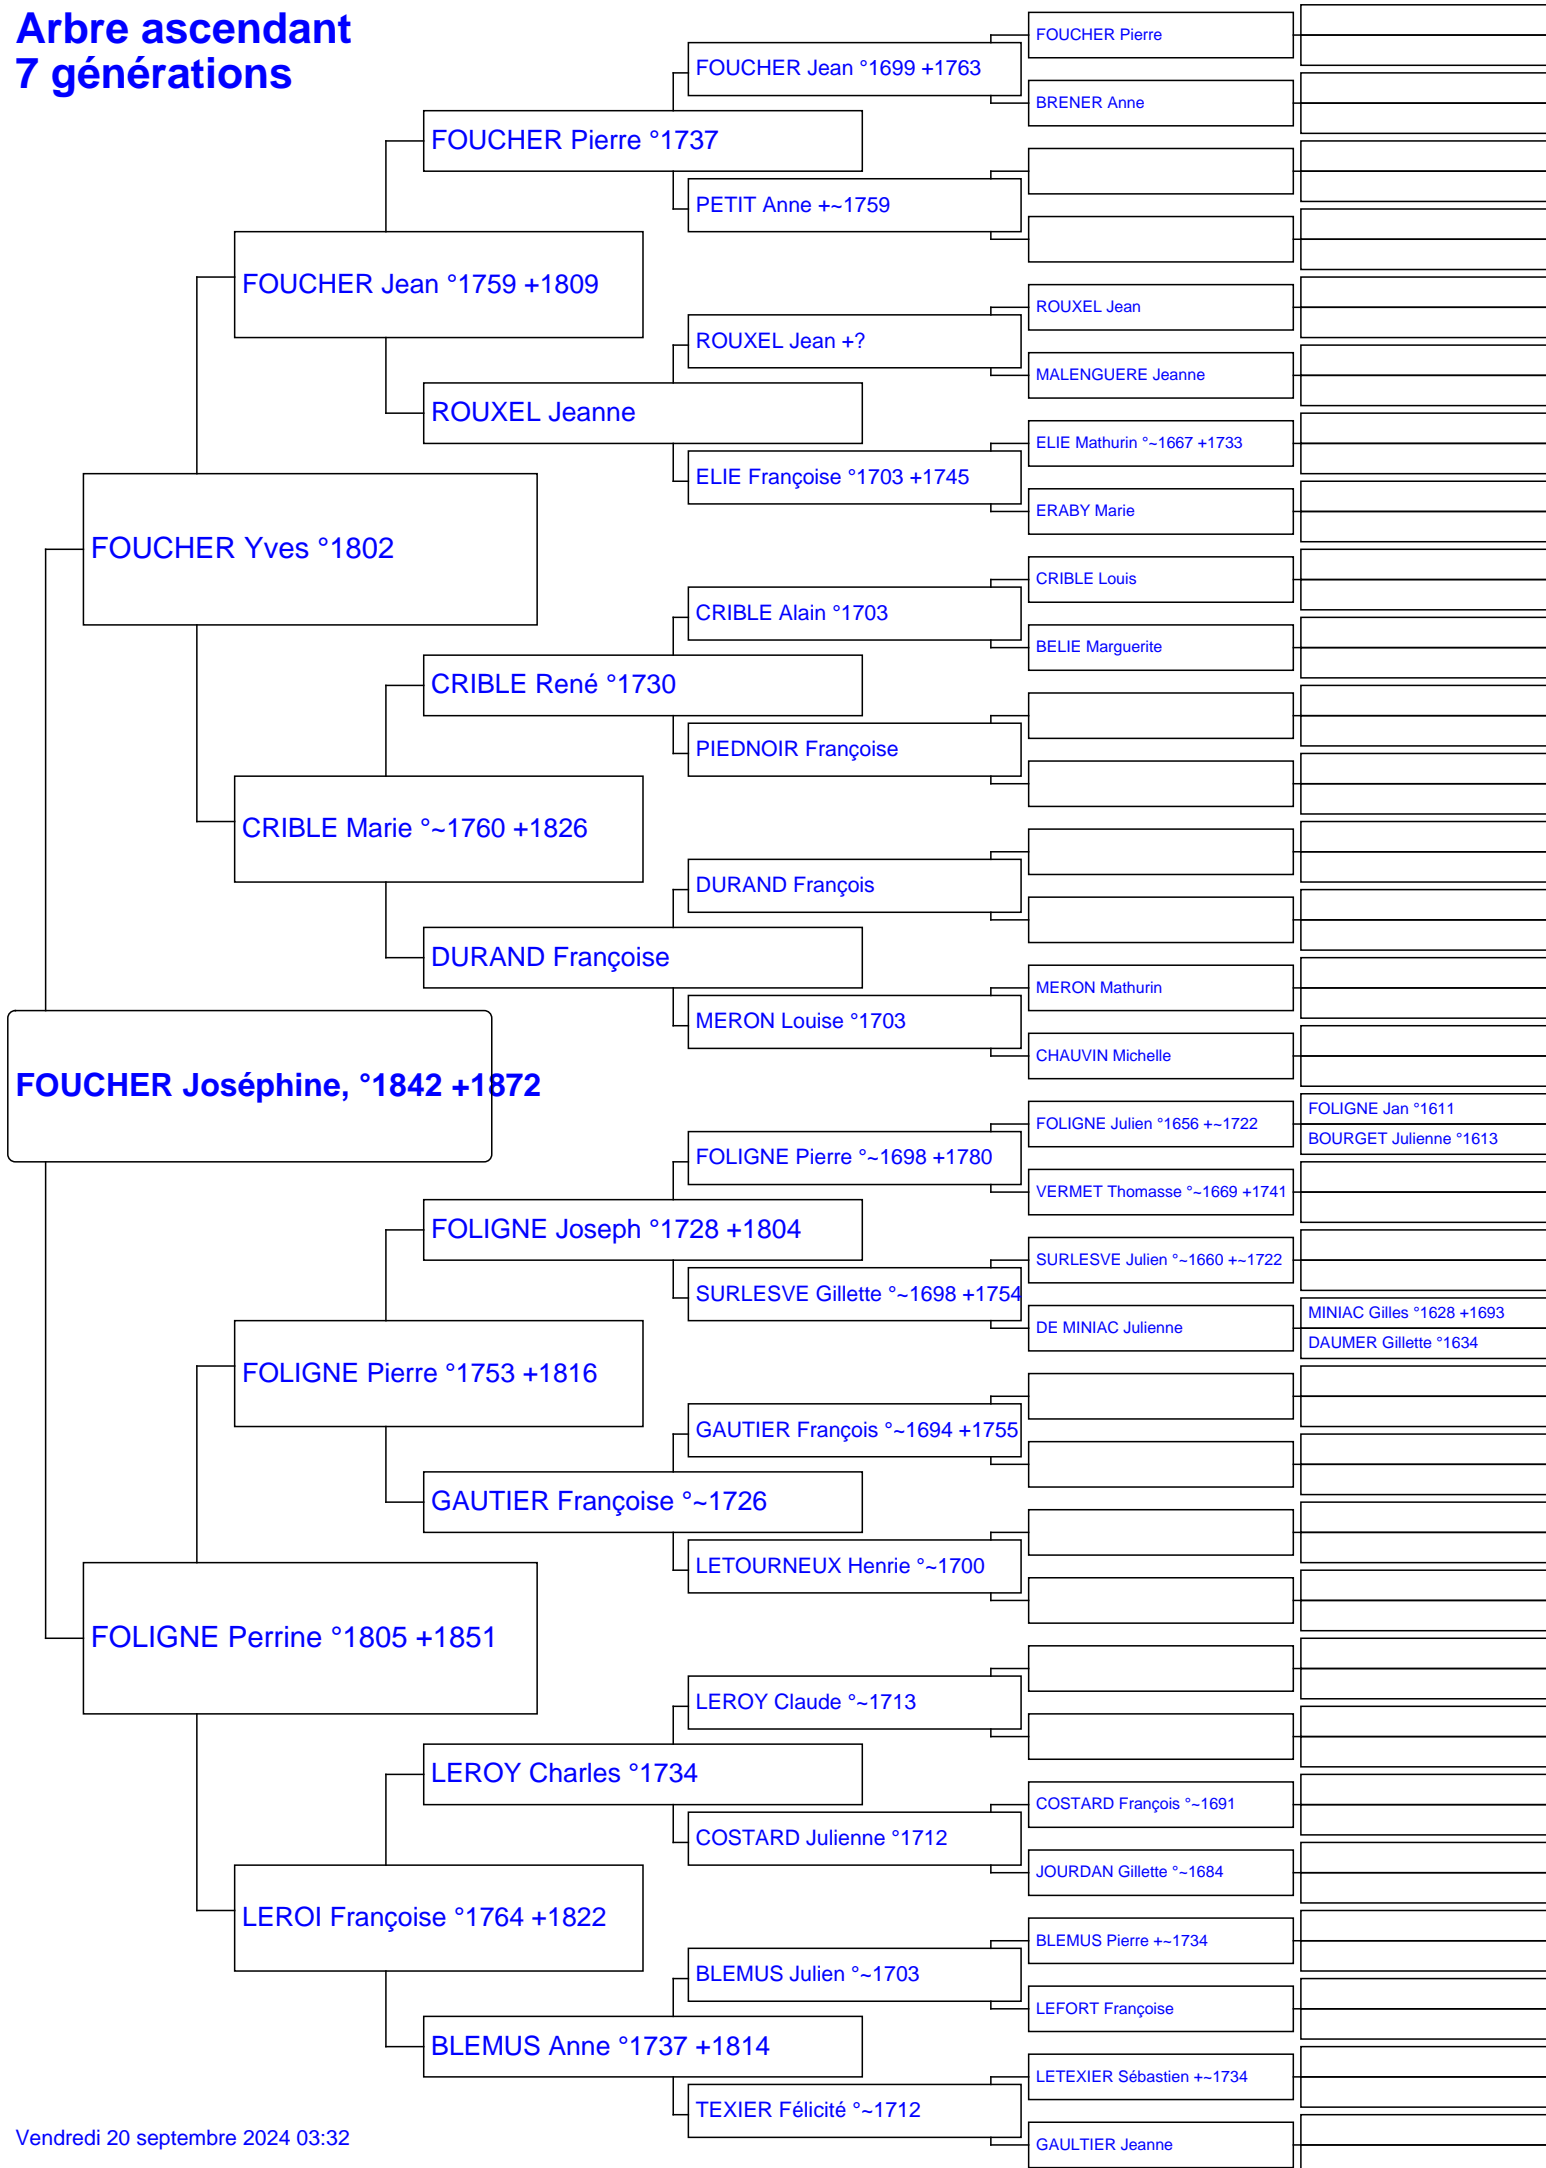 Arbre ascendant
7 générations
FOUCHER Pierre
FOUCHER Jean °1699 +1763
BRENER Anne
FOUCHER Pierre °1737
PETIT Anne +~1759
FOUCHER Jean °1759 +1809
ROUXEL Jean
ROUXEL Jean +?
MALENGUERE Jeanne
ROUXEL Jeanne
ELIE Mathurin °~1667 +1733
ELIE Françoise °1703 +1745
ERABY Marie
FOUCHER Yves °1802
CRIBLE Louis
CRIBLE Alain °1703
BELIE Marguerite
CRIBLE René °1730
PIEDNOIR Françoise
CRIBLE Marie °~1760 +1826
DURAND François
DURAND Françoise
MERON Mathurin
MERON Louise °1703
CHAUVIN Michelle
FOUCHER Joséphine, °1842 +1872
FOLIGNE Jan °1611
FOLIGNE Julien °1656 +~1722
BOURGET Julienne °1613
FOLIGNE Pierre °~1698 +1780
VERMET Thomasse °~1669 +1741
FOLIGNE Joseph °1728 +1804
SURLESVE Julien °~1660 +~1722
SURLESVE Gillette °~1698 +1754
MINIAC Gilles °1628 +1693
DE MINIAC Julienne
DAUMER Gillette °1634
FOLIGNE Pierre °1753 +1816
GAUTIER François °~1694 +1755
GAUTIER Françoise °~1726
LETOURNEUX Henrie °~1700
FOLIGNE Perrine °1805 +1851
LEROY Claude °~1713
LEROY Charles °1734
COSTARD François °~1691
COSTARD Julienne °1712
JOURDAN Gillette °~1684
LEROI Françoise °1764 +1822
BLEMUS Pierre +~1734
BLEMUS Julien °~1703
LEFORT Françoise
BLEMUS Anne °1737 +1814
LETEXIER Sébastien +~1734
TEXIER Félicité °~1712
GAULTIER Jeanne
Vendredi 20 septembre 2024 03:32